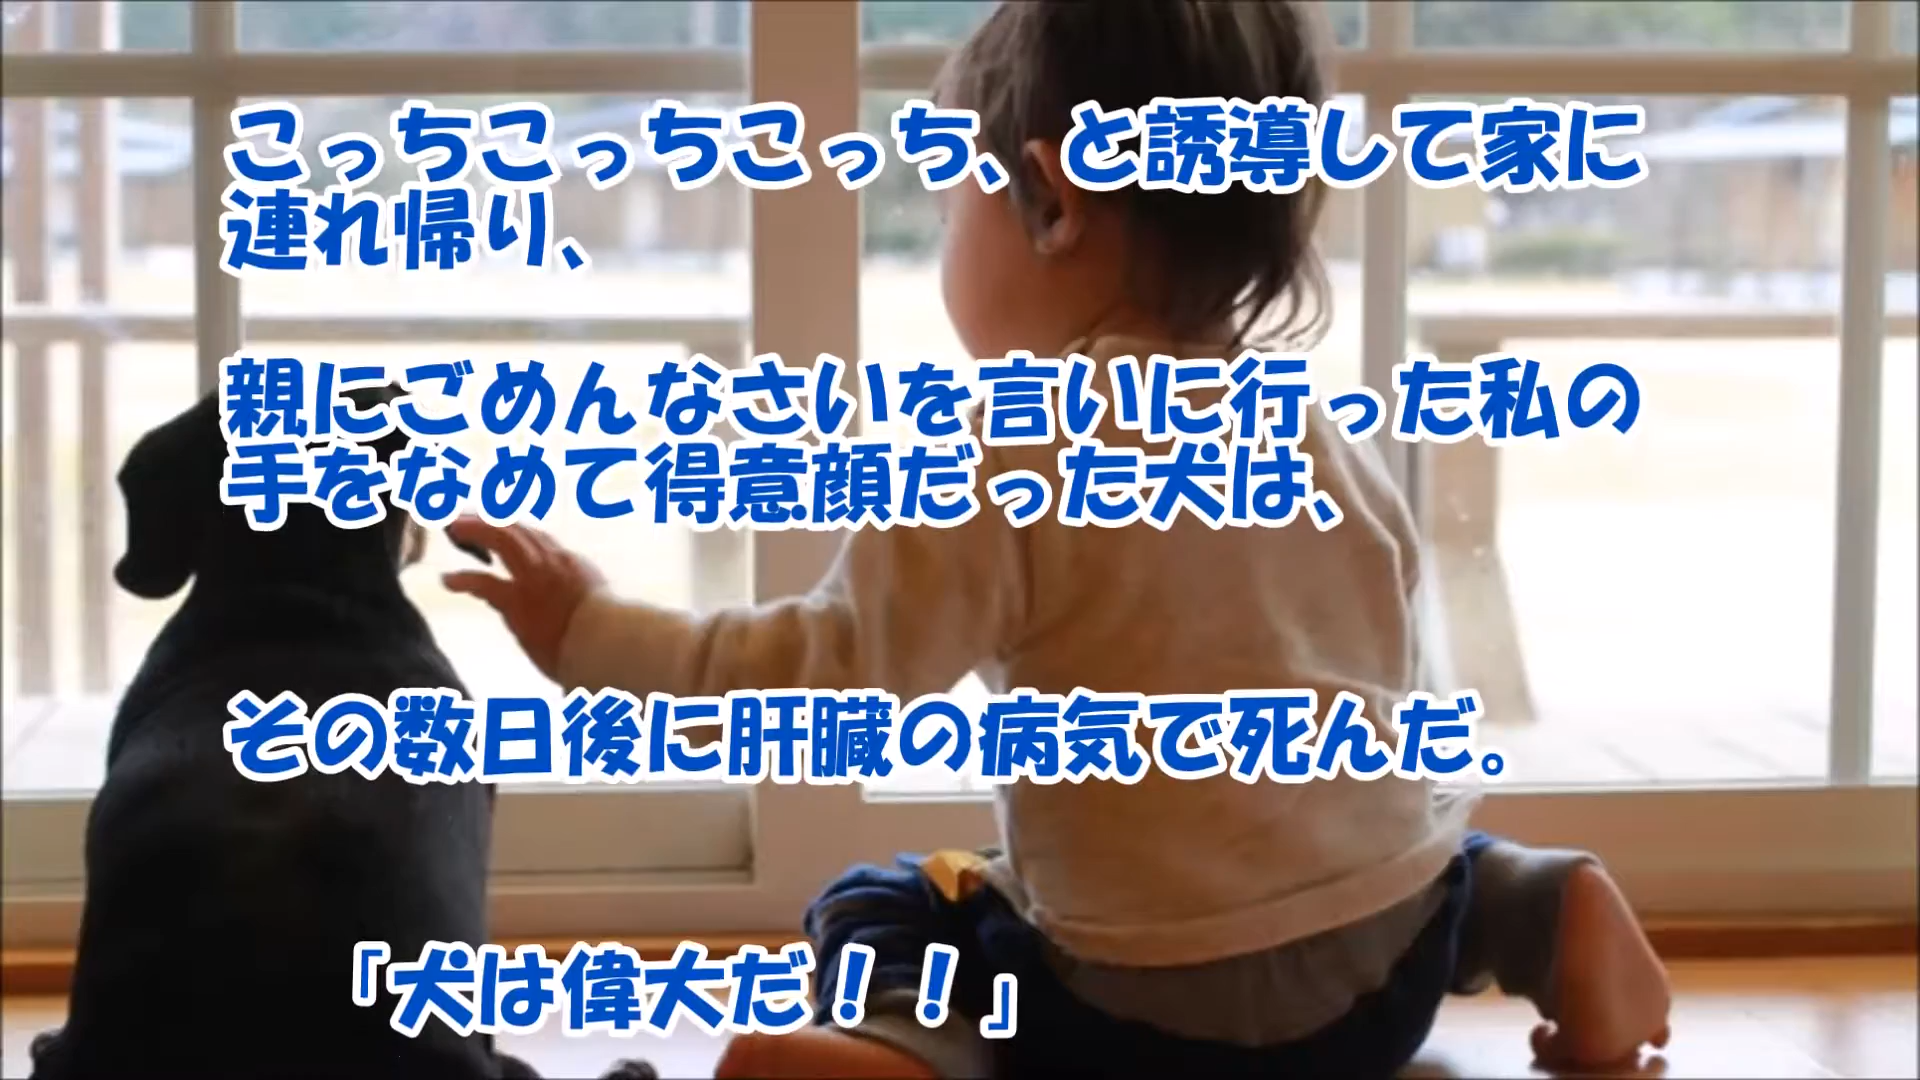 こっちこっちこっち、と誘導して家に
連れ帰り、
親にごめんなさいを言いに行った私の
手をなめて得意顔だった犬は、
その数日後に肝臓の病気で死んだ。
「犬は偉大だ！！」